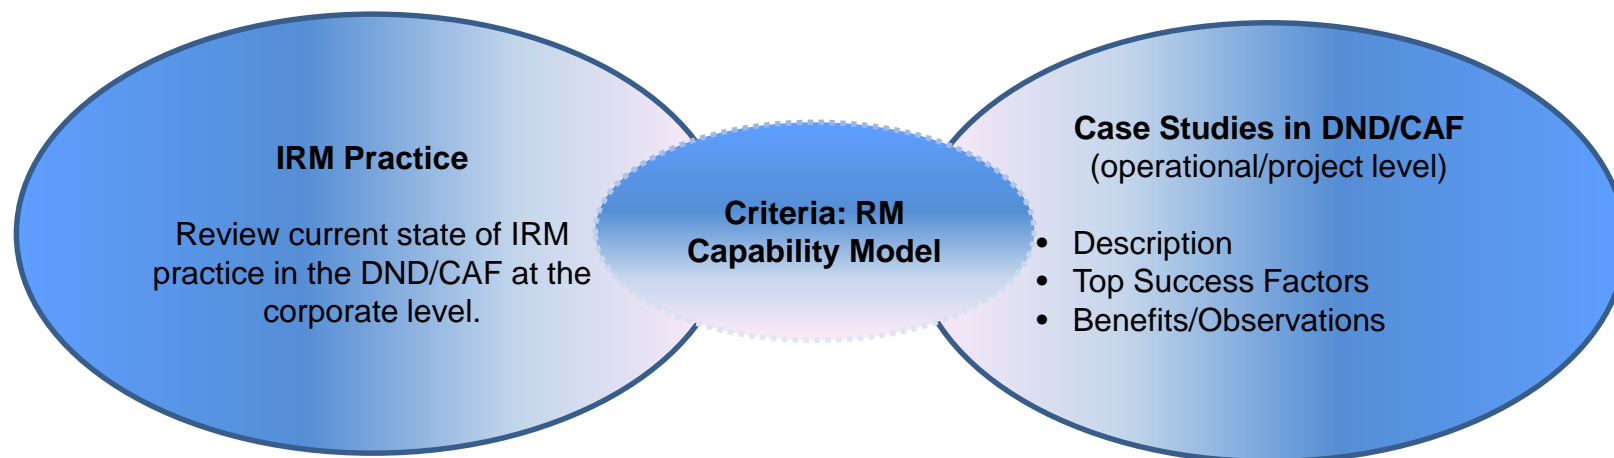 IRM Practice
Review current state of IRM
practice in the DND/CAF at the
corporate level.
Criteria: RM
Capability Model
Case Studies in DND/CAF
(operational/project level)
• Description
• Top Success Factors
• Benefits/Observations